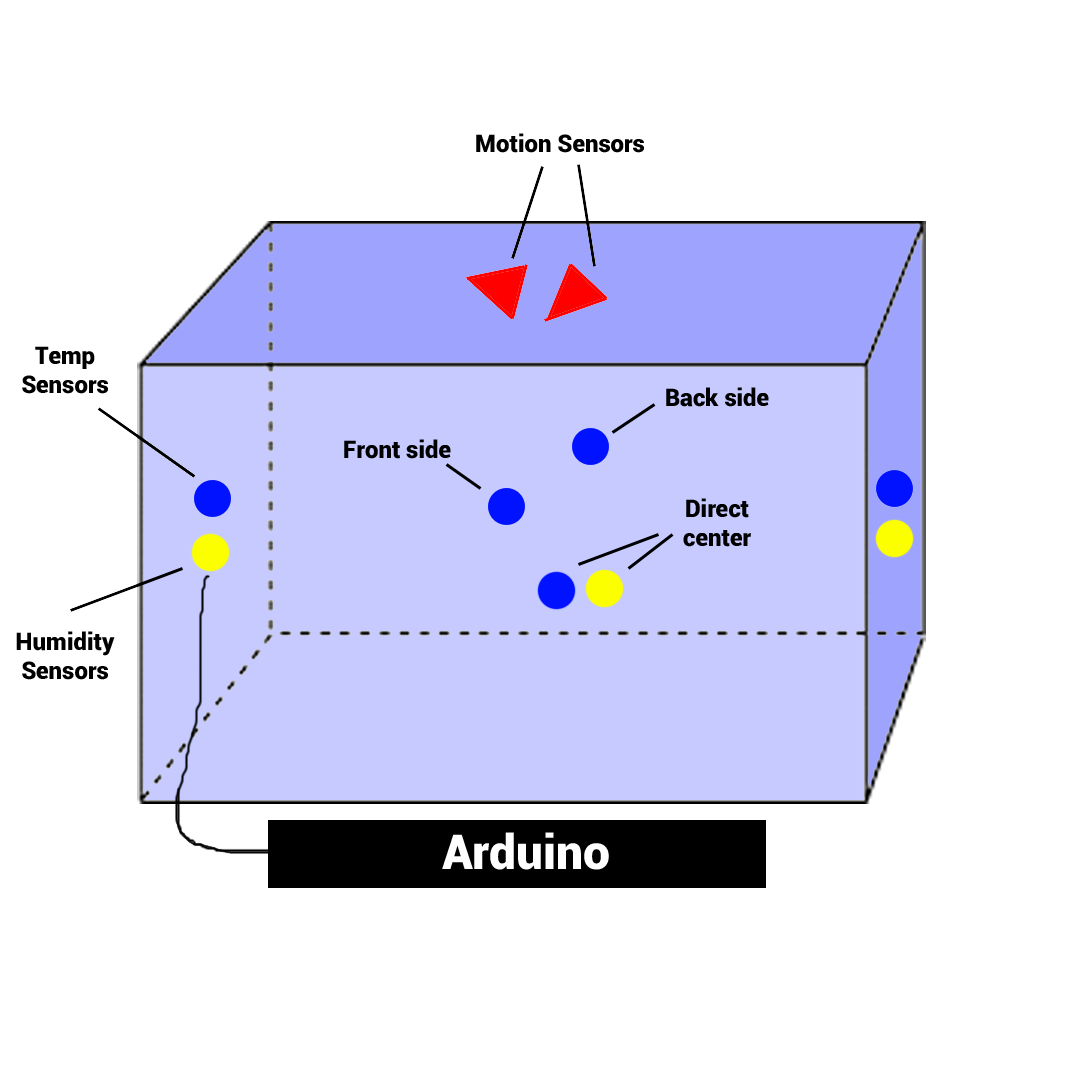 Motion Sensors
Temp
Sensors
Back side
Front side
Direct
center
Humidity
Sensors
Arduino